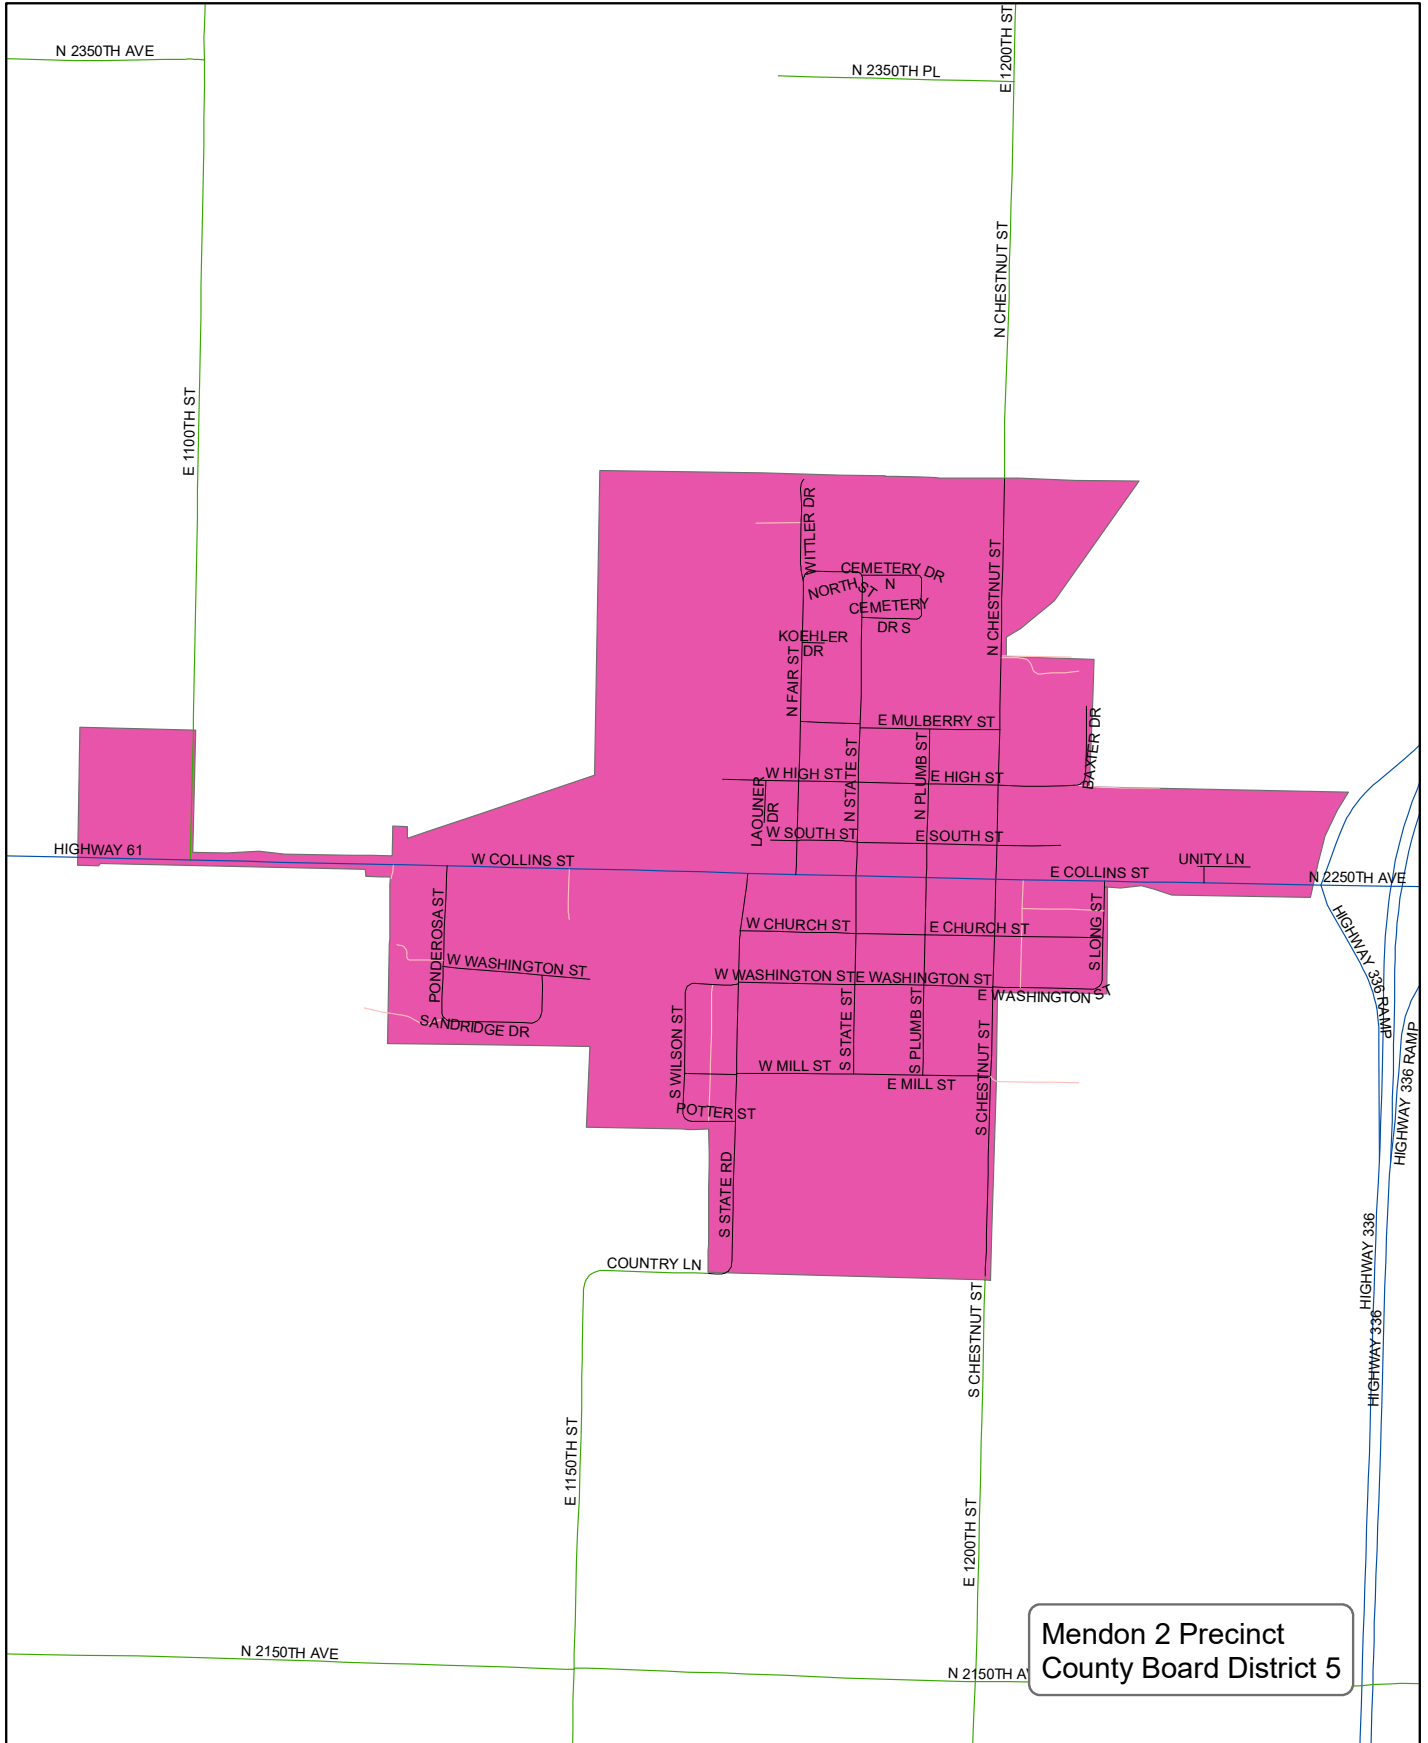 N 2350TH AVE
E 1200TH ST
N 2350TH PL
N CHESTNUT ST
E 1100TH ST
WITTLER DR
CEMETERY DR
N
NORTH ST
CEMETERY
DR S
N CHESTNUT ST
KOEHLER
DR
N FAIR ST
E MULBERRY ST
BAXTER DR
N STATE ST
N PLUMB ST
W HIGH ST
E HIGH ST
LAOUNER
DR
W SOUTH ST
E SOUTH ST
HIGHWAY 61
W COLLINS ST
UNITY LN
E COLLINS ST
N 2250TH AVE
PONDEROSA ST
W CHURCH ST
E CHURCH ST
S LONG ST
HIGHWAY 336 RAMP
W WASHINGTON ST
W WASHINGTON ST
E WASHINGTON ST
E WASHINGTON ST
SANDRIDGE DR
S WILSON ST
S STATE ST
S PLUMB ST
S CHESTNUT ST
HIGHWAY 336 RAMP
W MILL ST
E MILL ST
POTTER ST
S STATE RD
COUNTRY LN
HIGHWAY 336
S CHESTNUT ST
HIGHWAY 336
E 1150TH ST
E 1200TH ST
N 2150TH AVE
N 2150TH AV
Mendon 2 Precinct
County Board District 5